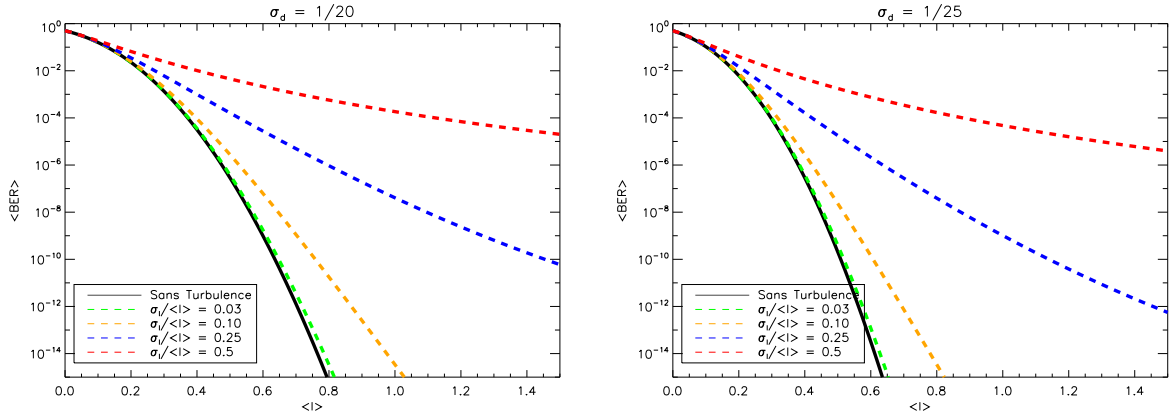 σd = 1/20
<BER>
10^0
10^-2
10^-4
10^-6
10^-8
10^-10
10^-12
10^-14
Sans Turbulence
σI/<I> = 0.03
σI/<I> = 0.10
σI/<I> = 0.25
σI/<I> = 0.5
0.0 0.2 0.4 0.6 0.8 1.0 1.2 1.4
<I>
σd = 1/25
<BER>
10^0
10^-2
10^-4
10^-6
10^-8
10^-10
10^-12
10^-14
Sans Turbulence
σI/<I> = 0.03
σI/<I> = 0.10
σI/<I> = 0.25
σI/<I> = 0.5
0.0 0.2 0.4 0.6 0.8 1.0 1.2 1.4
<I>